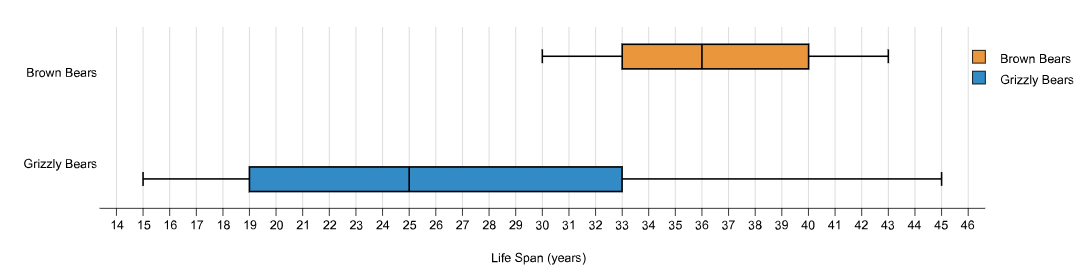 Brown Bears
Grizzly Bears
14 15 16 17 18 19 20 21 22 23 24 25 26 27 28 29 30 31 32 33 34 35 36 37 38 39 40 41 42 43 44 45 46
Life Span (years)
Brown Bears
Grizzly Bears